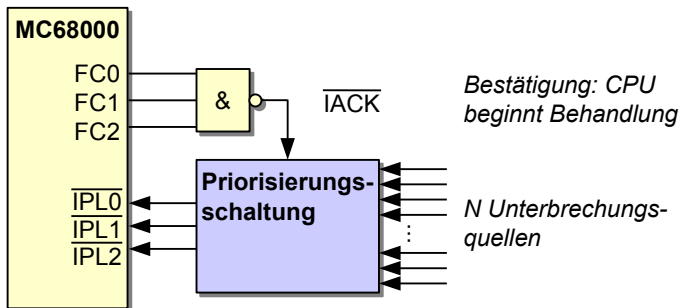 MC68000
FC0
FC1
FC2
&
IACK
Bestätigung: CPU
beginnt Behandlung
IPL0
IPL1
IPL2
Priorisierungs-
schaltung
N Unterbrechungs-
quellen